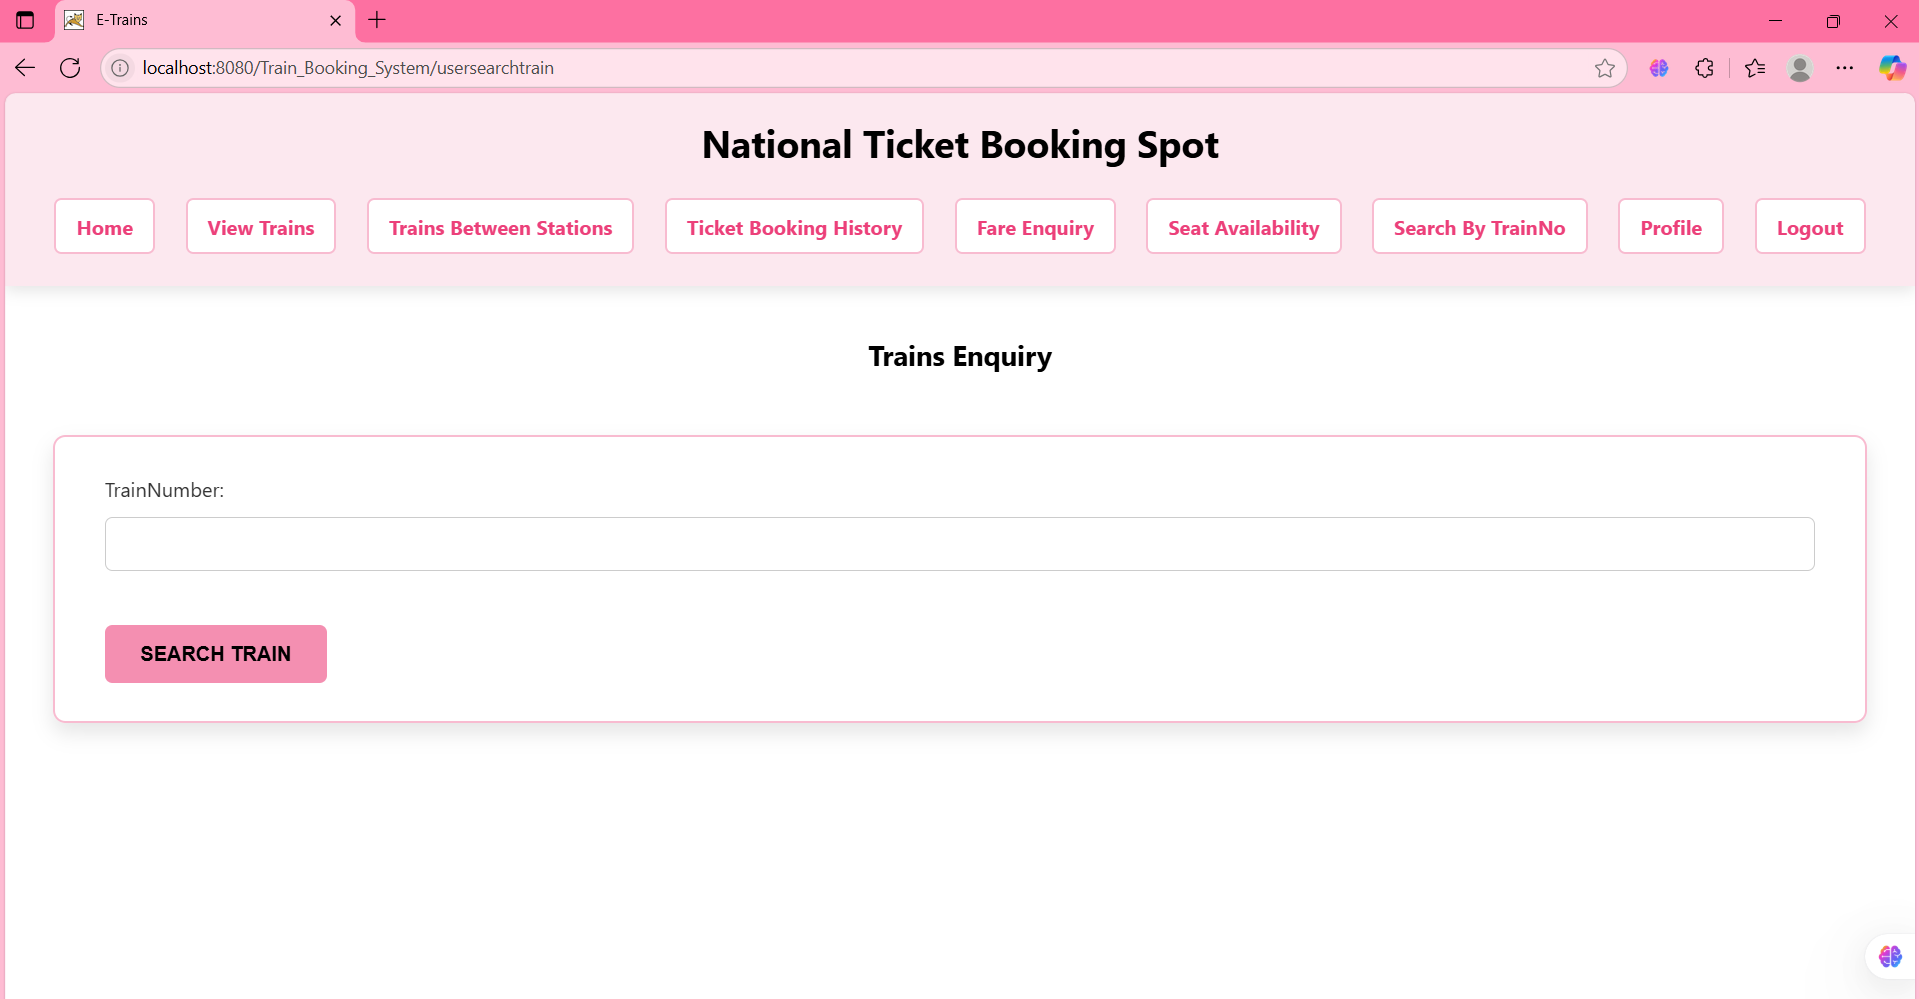 E-Trains
localhost:8080/Train_Booking_System/usersearchtrain
National Ticket Booking Spot
Home View Trains Trains Between Stations Ticket Booking History Fare Enquiry Seat Availability Search By TrainNo Profile Logout
Trains Enquiry
TrainNumber:
SEARCH TRAIN